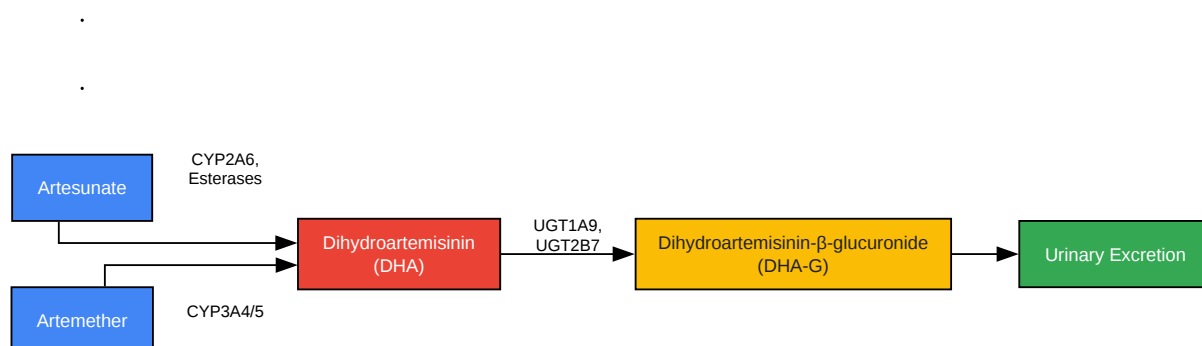 CYP2A6,
Esterases
Artesunate
UGT1A9,
UGT2B7
Dihydroartemisinin
(DHA)
Dihydroartemisinin-β-glucuronide
(DHA-G)
Urinary Excretion
CYP3A4/5
Artemether